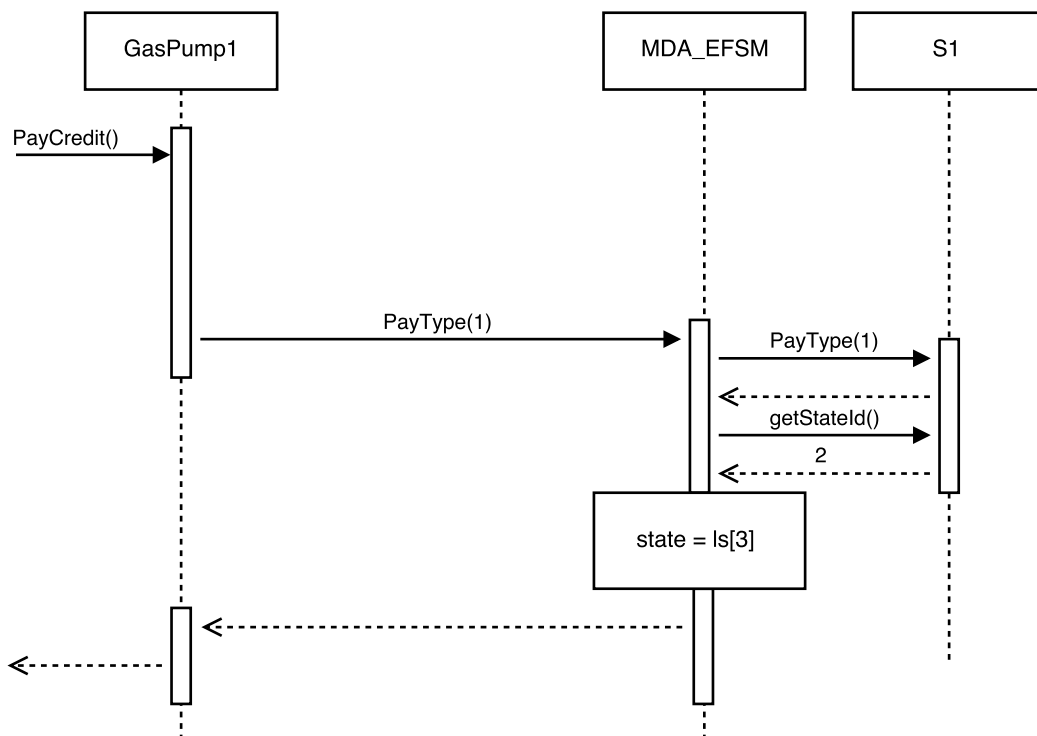 GasPump1
MDA_EFSM
S1
PayCredit()
PayType(1)
PayType(1)
getStateId()
2
state = ls[3]